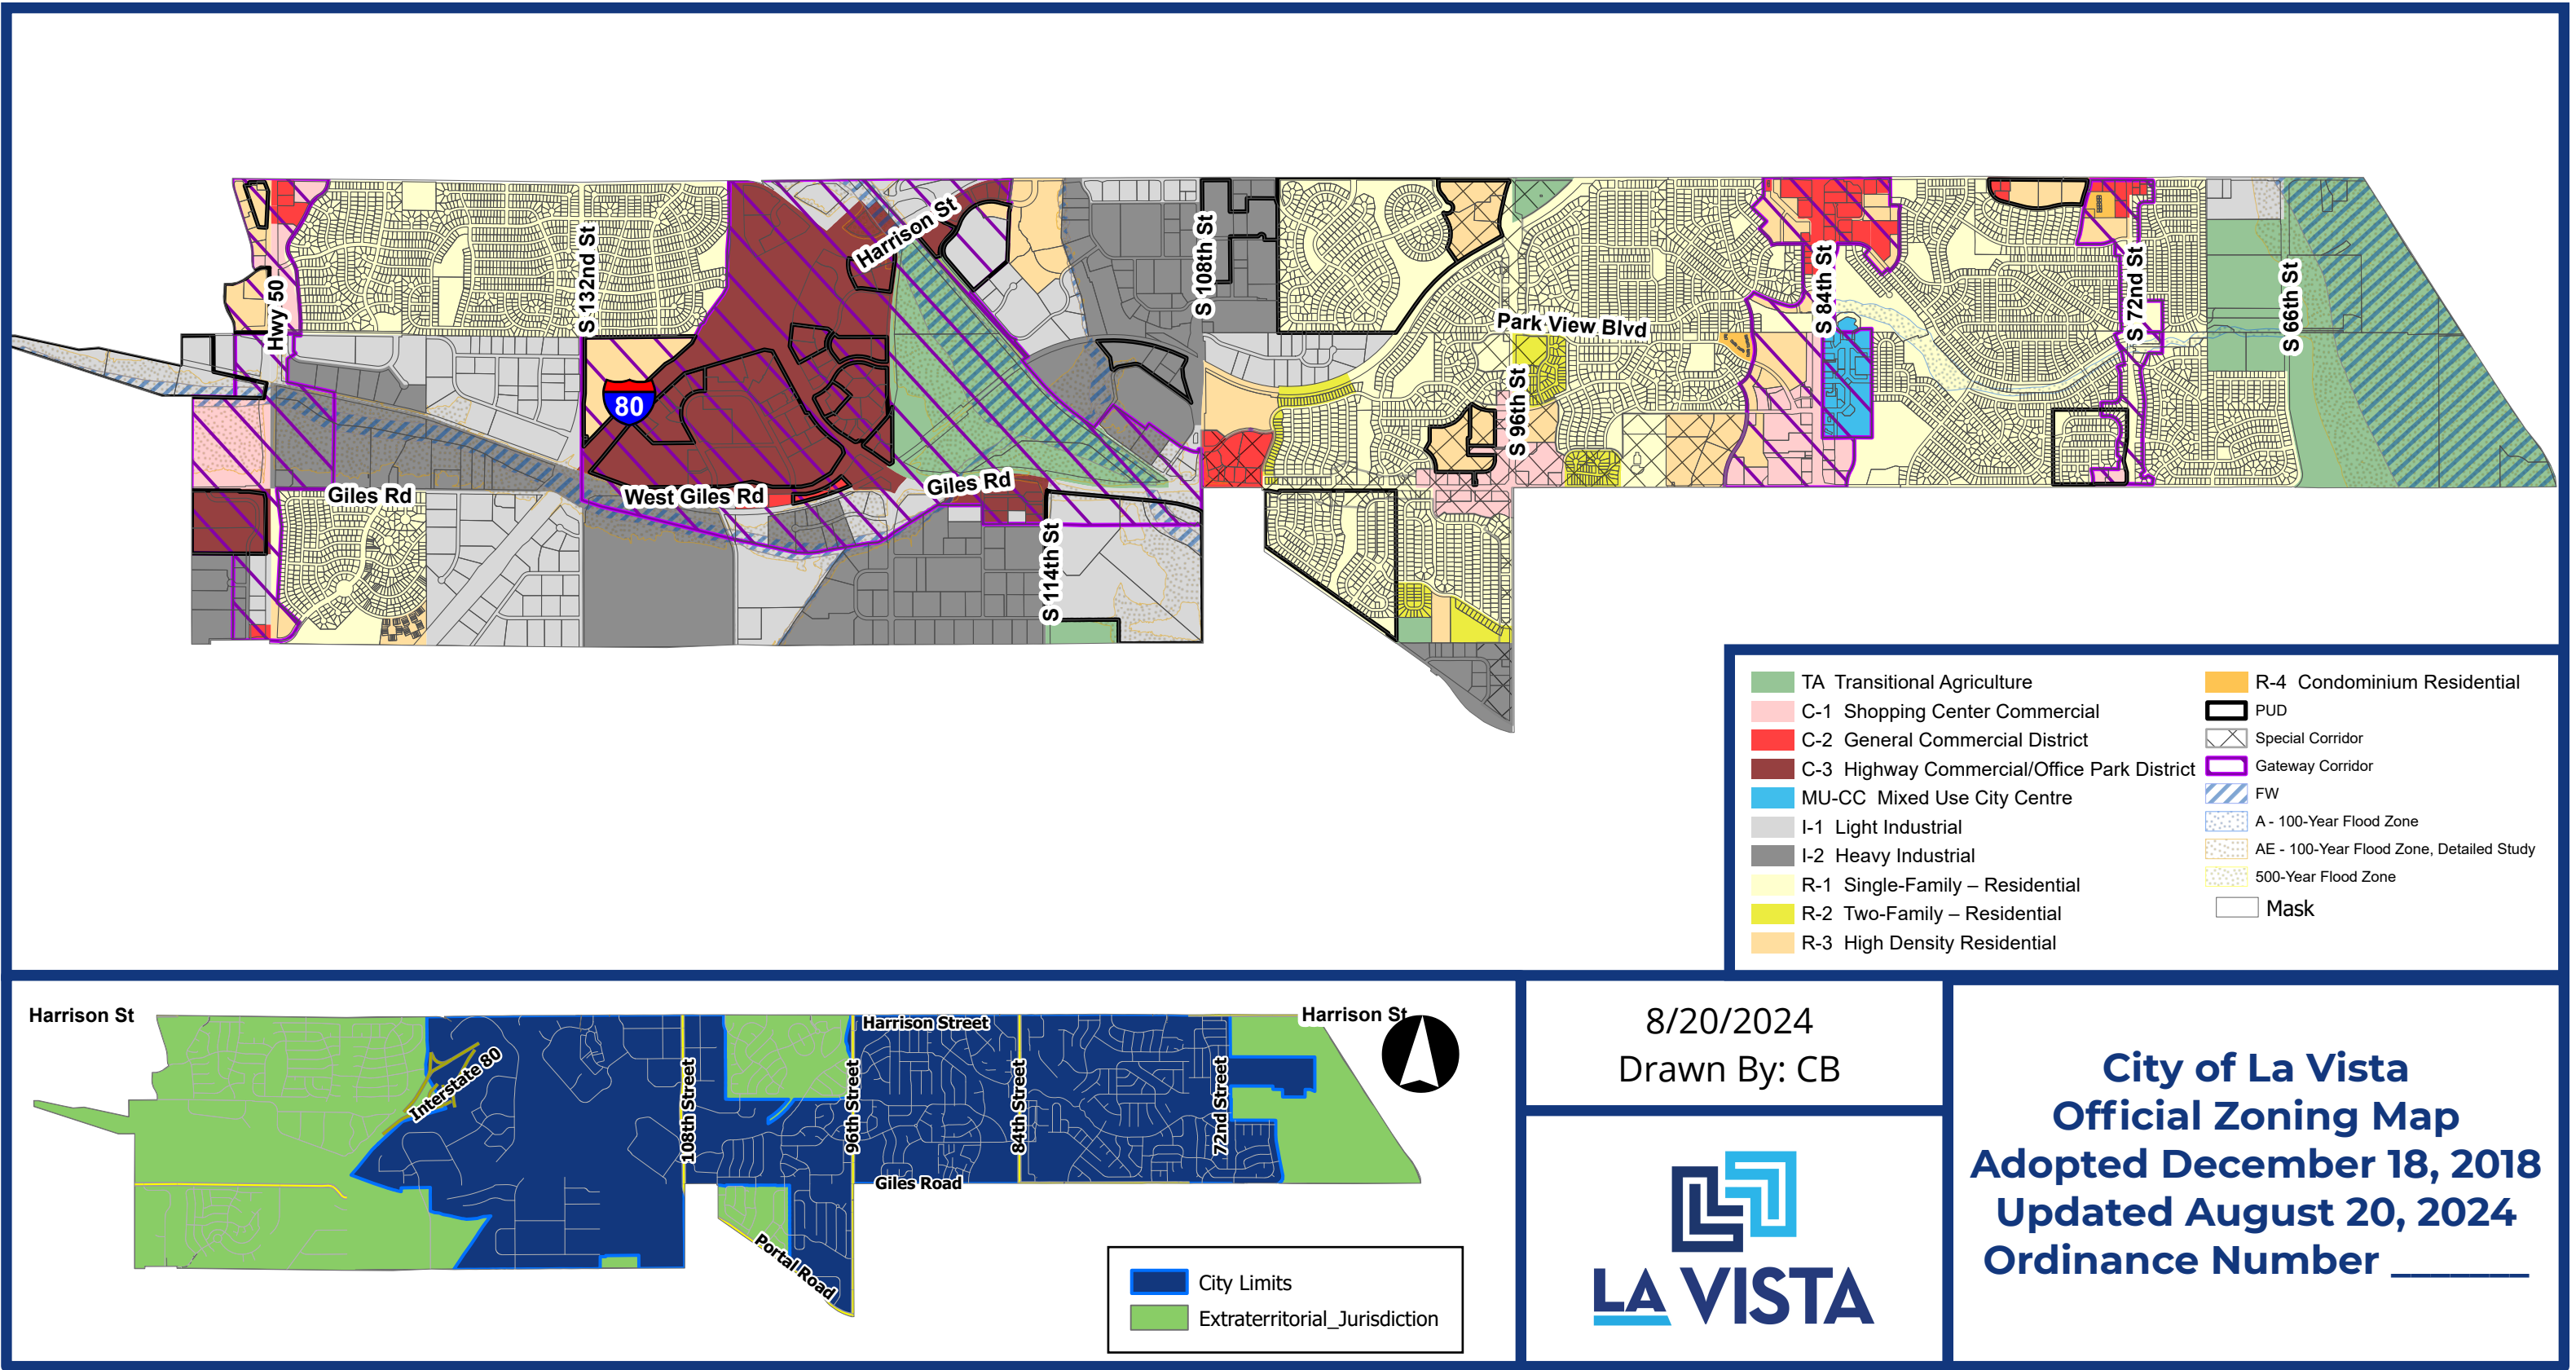 Hwy 50
S 132nd St
Harrison St
S 108th St
Park View Blvd
S 96th St
S 84th St
S 72nd St
S 66th St
80
Giles Rd
West Giles Rd
Giles Rd
S 114th St
TA Transitional Agriculture
C-1 Shopping Center Commercial
C-2 General Commercial District
C-3 Highway Commercial/Office Park District
MU-CC Mixed Use City Centre
I-1 Light Industrial
I-2 Heavy Industrial
R-1 Single-Family – Residential
R-2 Two-Family – Residential
R-3 High Density Residential
R-4 Condominium Residential
PUD
Special Corridor
Gateway Corridor
FW
A - 100-Year Flood Zone
AE - 100-Year Flood Zone, Detailed Study
500-Year Flood Zone
Mask
Harrison St
Harrison Street
Harrison St
Interstate 80
108th Street
96th Street
84th Street
72nd Street
Giles Road
Portal Road
City Limits
Extraterritorial_Jurisdiction
8/20/2024
Drawn By: CB
LA VISTA
City of La Vista
Official Zoning Map
Adopted December 18, 2018
Updated August 20, 2024
Ordinance Number _______